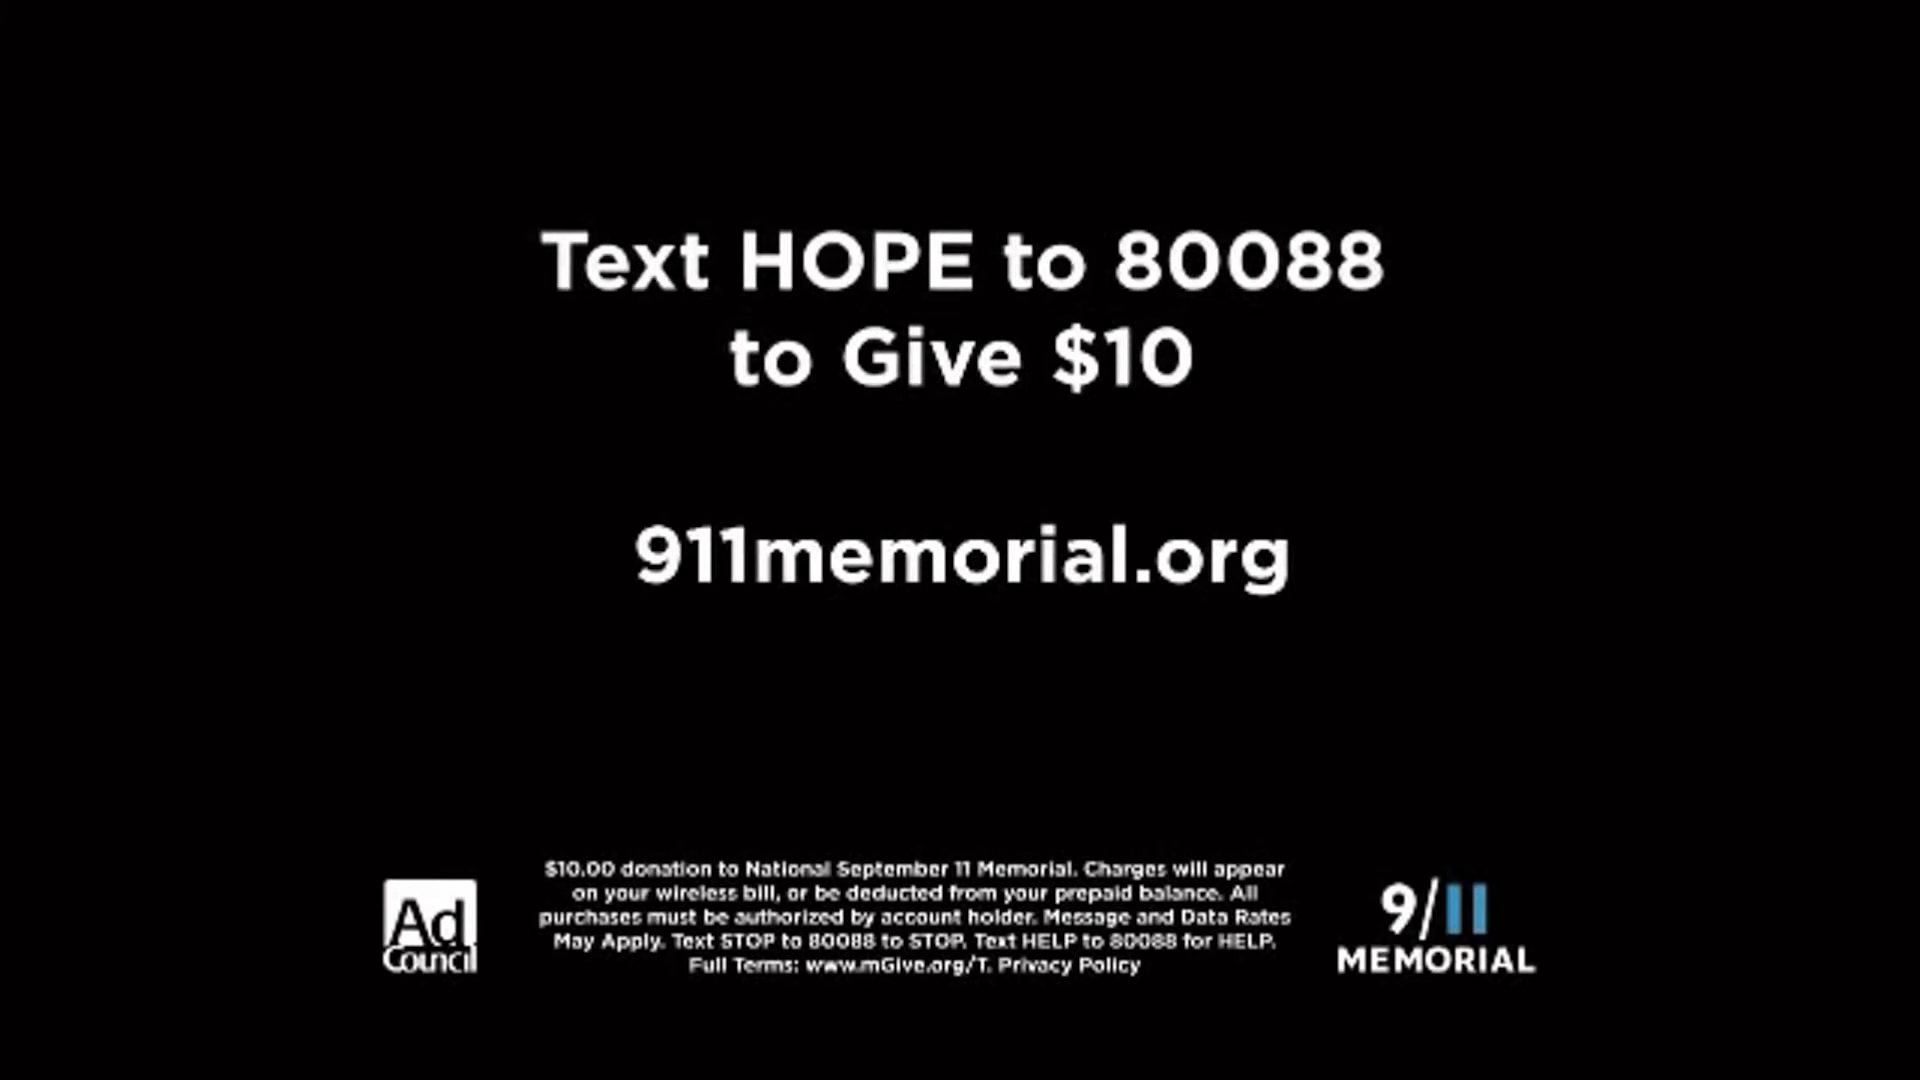 Text HOPE to 80088
to Give $10
911memorial.org
Ad
Council
$10.00 donation to National September 11 Memorial. Charges will appear
on your wireless bill, or be deducted from your prepaid balance. All
purchases must be authorized by account holder. Message and Data Rates
May Apply. Text STOP to 80088 to STOP. Text HELP to 80088 for HELP.
Full Terms: www.mGive.org/T. Privacy Policy
9/11
MEMORIAL